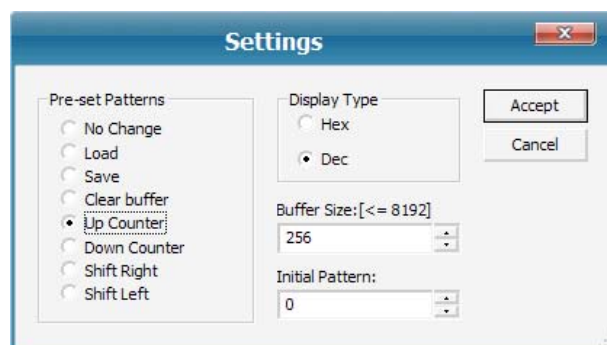 Settings
Pre-set Patterns
No Change
Load
Save
Clear buffer
Up Counter
Down Counter
Shift Right
Shift Left
Display Type
Hex
Dec
Buffer Size:[<= 8192]
256
Initial Pattern:
0
Accept
Cancel